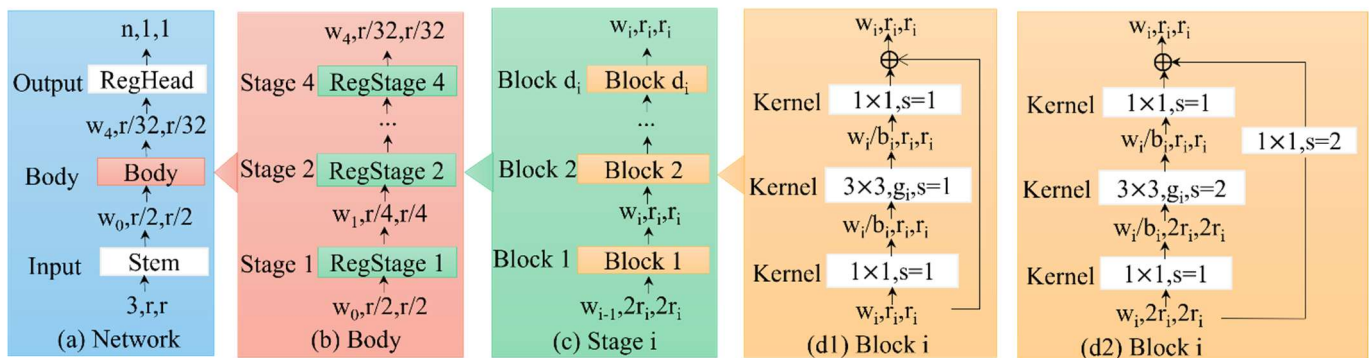 n,1,1
Output RegHead
w₄,r/32,r/32
Body Body
w₀,r/2,r/2
Input Stem
3,r,r
(a) Network
w₄,r/32,r/32
Stage 4 RegStage 4
...
Stage 2 RegStage 2
w₁,r/4,r/4
Stage 1 RegStage 1
w₀,r/2,r/2
(b) Body
wᵢ,rᵢ,rᵢ
Block dᵢ Block dᵢ
...
Block 2 Block 2
wᵢ,rᵢ,rᵢ
Block 1 Block 1
wᵢ₋₁,2rᵢ,2rᵢ
(c) Stage i
wᵢ,rᵢ,rᵢ
Kernel 1×1,s=1
wᵢ/bᵢ,rᵢ,rᵢ
Kernel 3×3,gᵢ,s=1
wᵢ/bᵢ,rᵢ,rᵢ
Kernel 1×1,s=1
wᵢ,rᵢ,rᵢ
(d1) Block i
wᵢ,rᵢ,rᵢ
Kernel 1×1,s=1
wᵢ/bᵢ,rᵢ,rᵢ
1×1,s=2
Kernel 3×3,gᵢ,s=2
wᵢ/bᵢ,2rᵢ,2rᵢ
Kernel 1×1,s=1
wᵢ,2rᵢ,2rᵢ
(d2) Block i